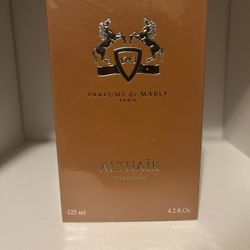 PARFUMS de MARLY
PARIS
ALTHAÏR
125 ml 4.2 fl.Oz